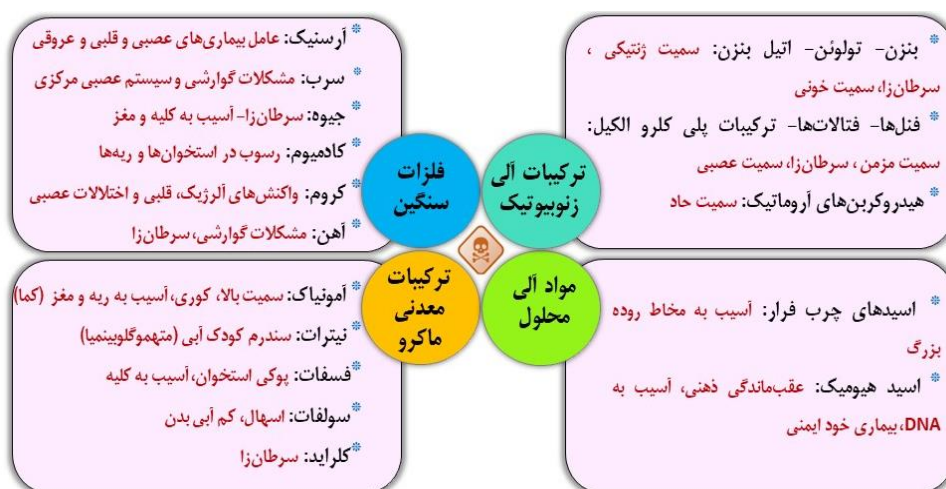 بنزن- تولوئن- اتیل بنزن: سمیت ژنتیکی ،
سرطان‌زا، سمیت خونی
فنل‌ها- فتالات‌ها- ترکیبات پلی کلرو الکیل:
سمیت مزمن ، سرطان‌زا، سمیت عصبی
هیدروکربن‌های آروماتیک: سمیت حاد
ترکیبات آلی
زنوبیوتیک
فلزات
سنگین
آرسنیک: عامل بیماری‌های عصبی و قلبی و عروقی
سرب: مشکلات گوارشی و سیستم عصبی مرکزی
جیوه: سرطان‌زا- آسیب به کلیه و مغز
کادمیوم: رسوب در استخوان‌ها و ریه‌ها
کروم: واکنش‌های آلرژیک، قلبی و اختلالات عصبی
آهن: مشکلات گوارشی، سرطان‌زا
اسیدهای چرب فرار: آسیب به مخاط روده
بزرگ
اسید هیومیک: عقب‌ماندگی ذهنی، آسیب به
DNA، بیماری خود ایمنی
مواد آلی
محلول
ترکیبات
معدنی
ماکرو
آمونیاک: سمیت بالا، کوری، آسیب به ریه و مغز (کما)
نیترات: سندرم کودک آبی (متهموگلوبینمیا)
فسفات: پوکی استخوان، آسیب به کلیه
سولفات: اسهال، کم آبی بدن
کلراید: سرطان‌زا